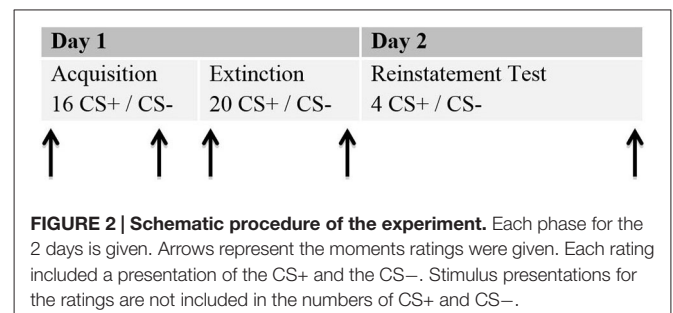 Day 1 Day 2
Acquisition Extinction Reinstatement Test
16 CS+ / CS- 20 CS+ / CS- 4 CS+ / CS-
FIGURE 2 | Schematic procedure of the experiment. Each phase for the
2 days is given. Arrows represent the moments ratings were given. Each rating
included a presentation of the CS+ and the CS−. Stimulus presentations for
the ratings are not included in the numbers of CS+ and CS−.